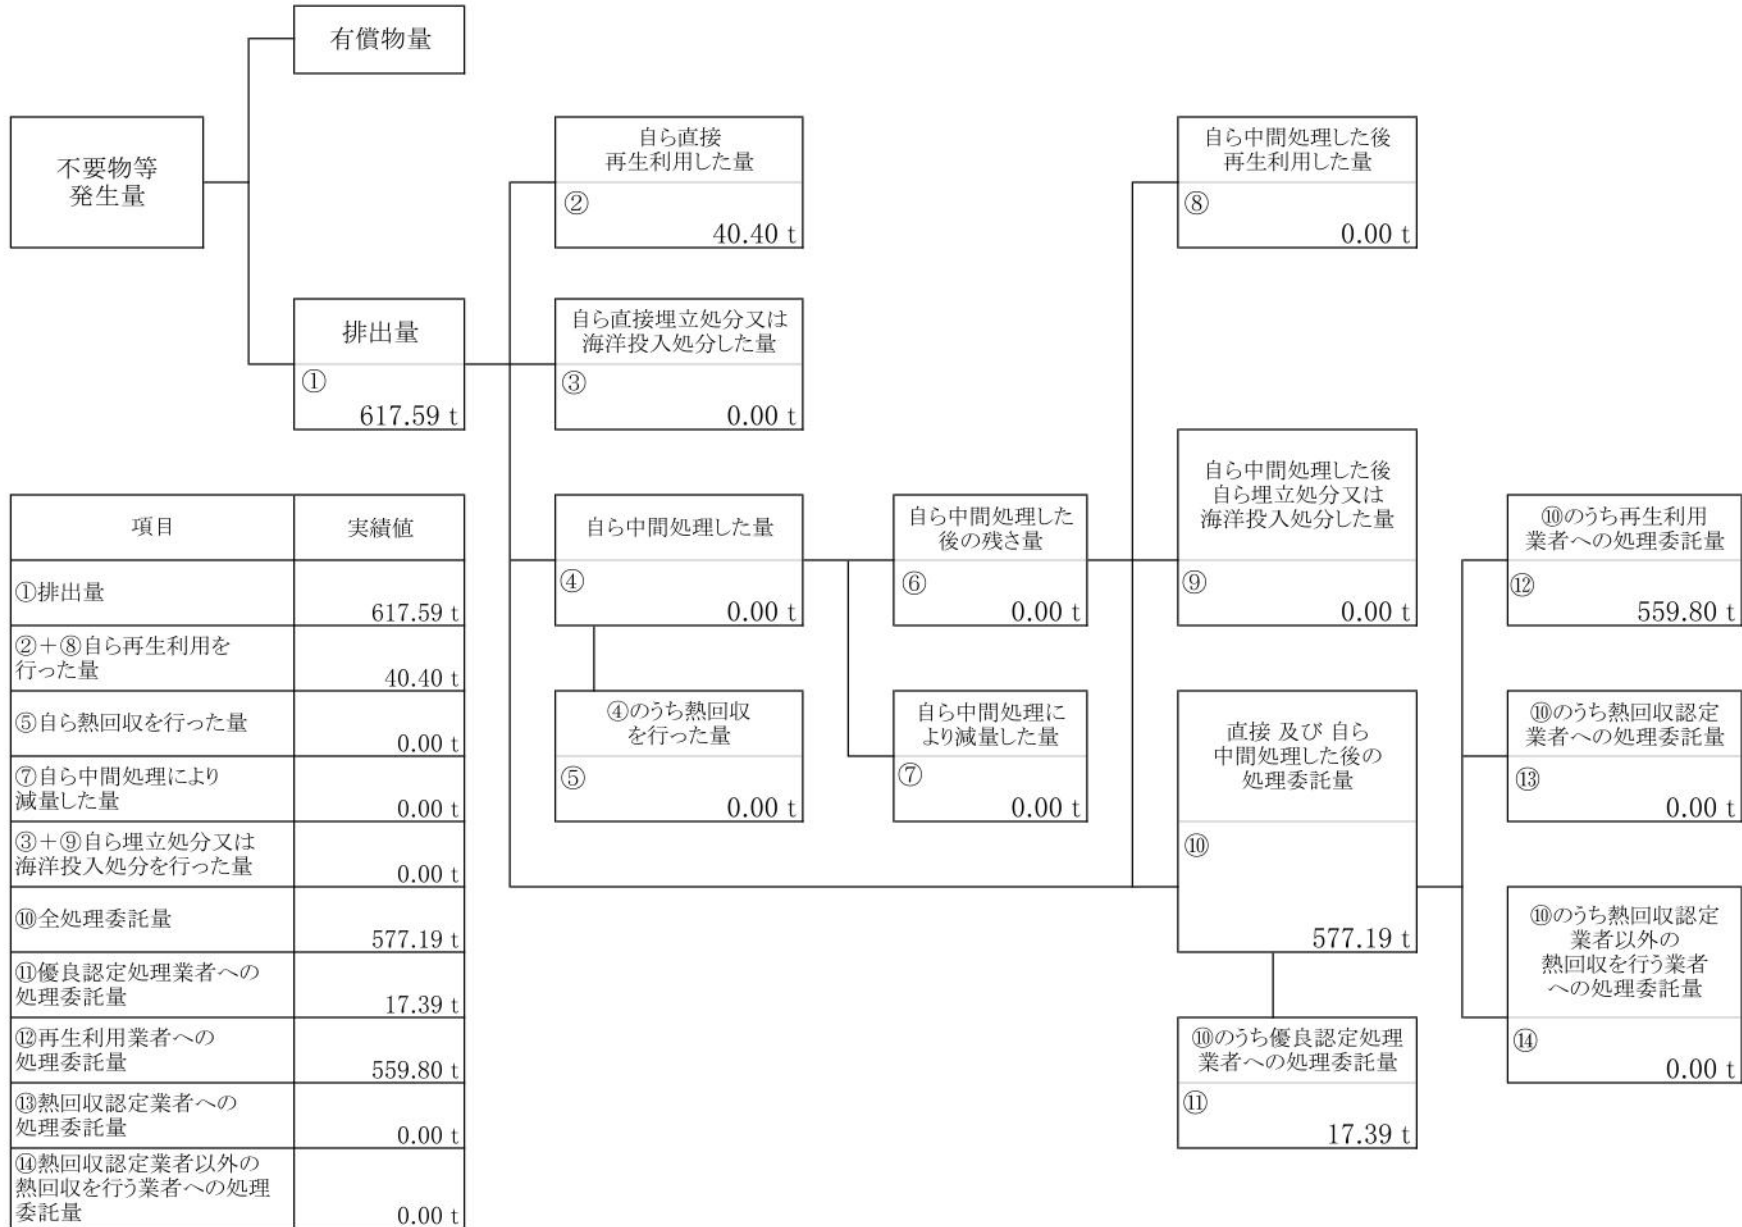 有償物量
不要物等
発生量
自ら直接
再生利用した量
②
40.40 t
自ら中間処理した後
再生利用した量
⑧
0.00 t
排出量
①
617.59 t
自ら直接埋立処分又は
海洋投入処分した量
③
0.00 t
自ら中間処理した量
④
0.00 t
自ら中間処理した
後の残さ量
⑥
0.00 t
自ら中間処理した後
自ら埋立処分又は
海洋投入処分した量
⑨
0.00 t
⑩のうち再生利用
業者への処理委託量
⑫
559.80 t
④のうち熱回収
を行った量
⑤
0.00 t
自ら中間処理に
より減量した量
⑦
0.00 t
直接 及び 自ら
中間処理した後の
処理委託量
⑩
577.19 t
⑩のうち熱回収認定
業者への処理委託量
⑬
0.00 t
⑩のうち熱回収認定
業者以外の
熱回収を行う業者
への処理委託量
⑭
0.00 t
⑩のうち優良認定処理
業者への処理委託量
⑪
17.39 t
項目 実績値
①排出量
617.59 t
②＋⑧自ら再生利用を
行った量
40.40 t
⑤自ら熱回収を行った量
0.00 t
⑦自ら中間処理により
減量した量
0.00 t
③＋⑨自ら埋立処分又は
海洋投入処分を行った量
0.00 t
⑩全処理委託量
577.19 t
⑪優良認定処理業者への
処理委託量
17.39 t
⑫再生利用業者への
処理委託量
559.80 t
⑬熱回収認定業者への
処理委託量
0.00 t
⑭熱回収認定業者以外の
熱回収を行う業者への処理
委託量
0.00 t